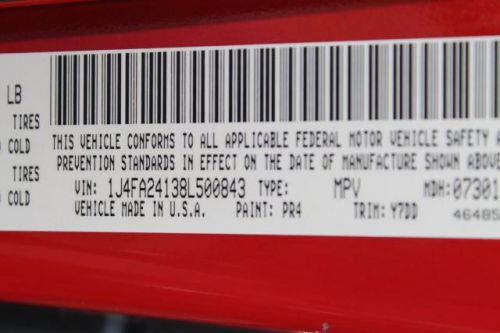 LB
TIRES
COLD
THIS VEHICLE CONFORMS TO ALL APPLICABLE FEDERAL MOTOR VEHICLE SAFETY
TIRES
PREVENTION STANDARDS IN EFFECT ON THE DATE OF MANUFACTURE SHOWN ABOVE
COLD
VIN: 1J4FA24138L500843 TYPE: MPV MDH: 07301
VEHICLE MADE IN U.S.A. PAINT: PR4 TRIM: Y7DD
46485